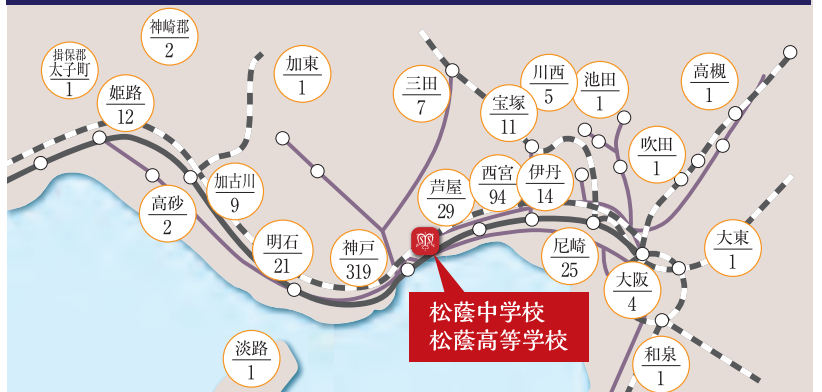 神崎郡
2
揖保郡
太子町
1
加東
1
姫路
12
三田
7
宝塚
11
川西
5
池田
1
高槻
1
吹田
1
加古川
9
高砂
2
芦屋
29
西宮
94
伊丹
14
明石
21
神戸
319
尼崎
25
大東
1
大阪
4
松蔭中学校
松蔭高等学校
淡路
1
和泉
1